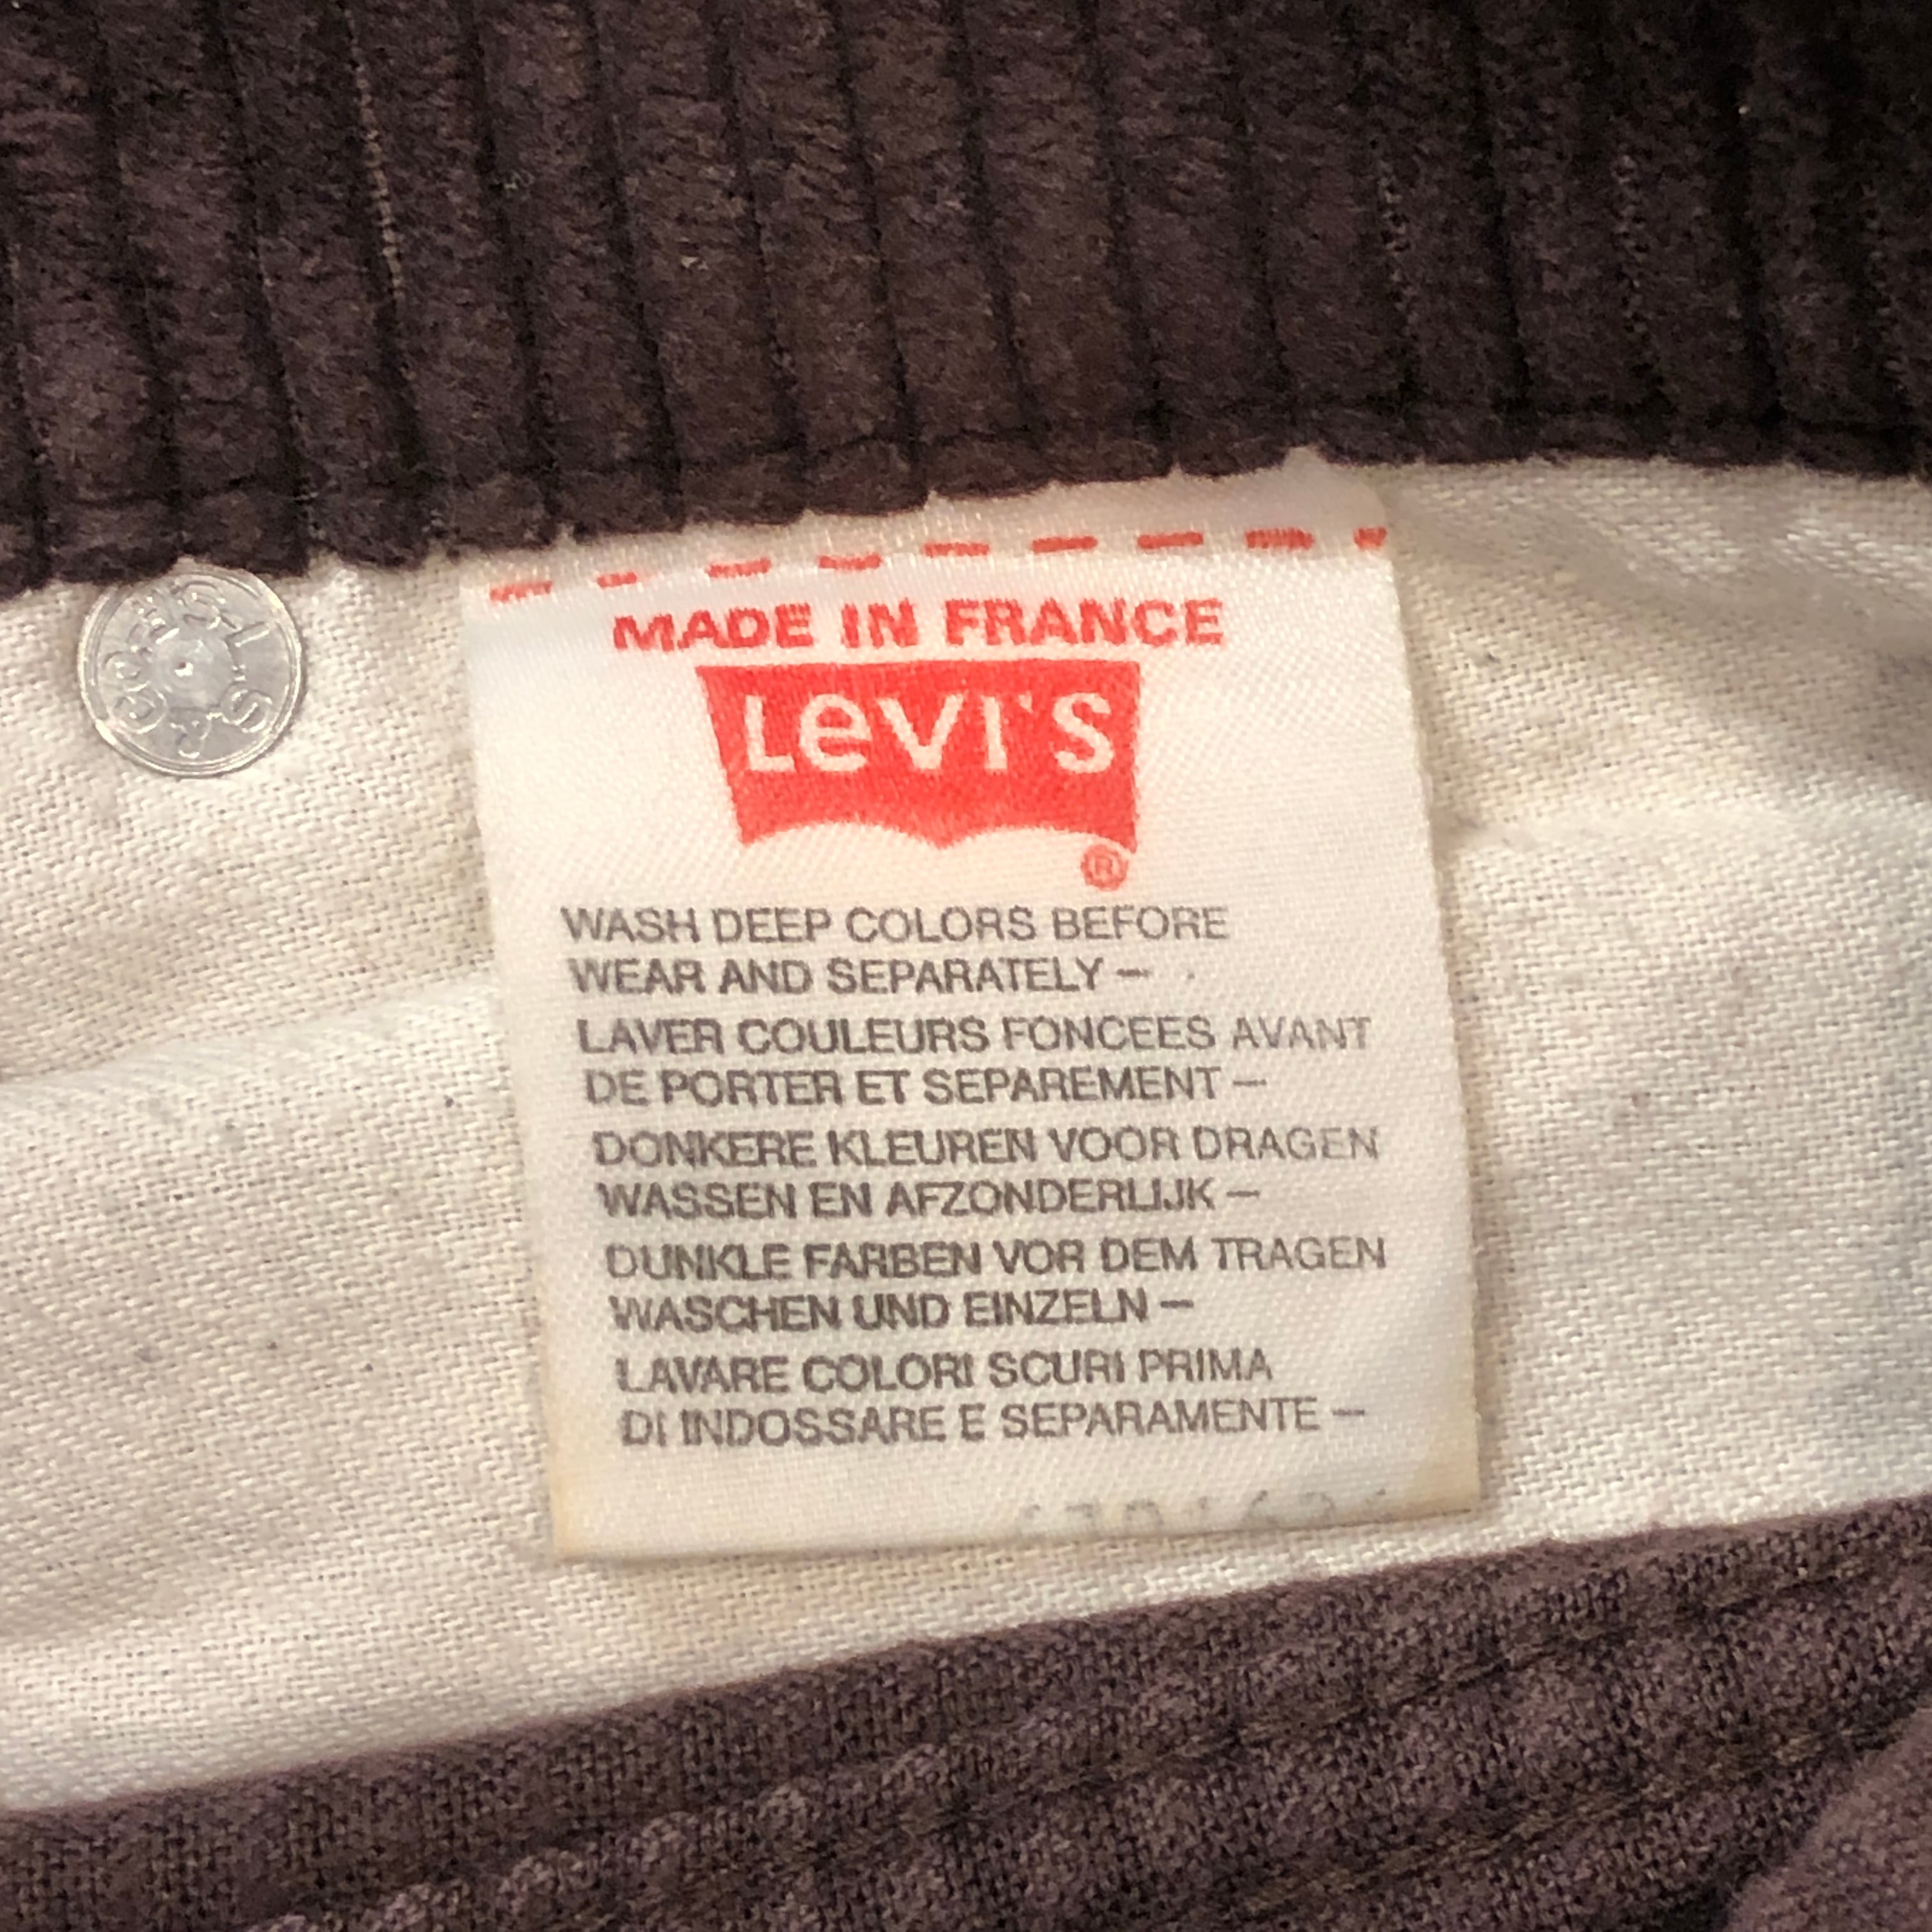 MADE IN FRANCE
LeVI'S
®
WASH DEEP COLORS BEFORE
WEAR AND SEPARATELY –
LAVER COULEURS FONCEES AVANT
DE PORTER ET SEPAREMENT –
DONKERE KLEUREN VOOR DRAGEN
WASSEN EN AFZONDERLIJK –
DUNKLE FARBEN VOR DEM TRAGEN
WASCHEN UND EINZELN –
LAVARE COLORI SCURI PRIMA
DI INDOSSARE E SEPARAMENTE –